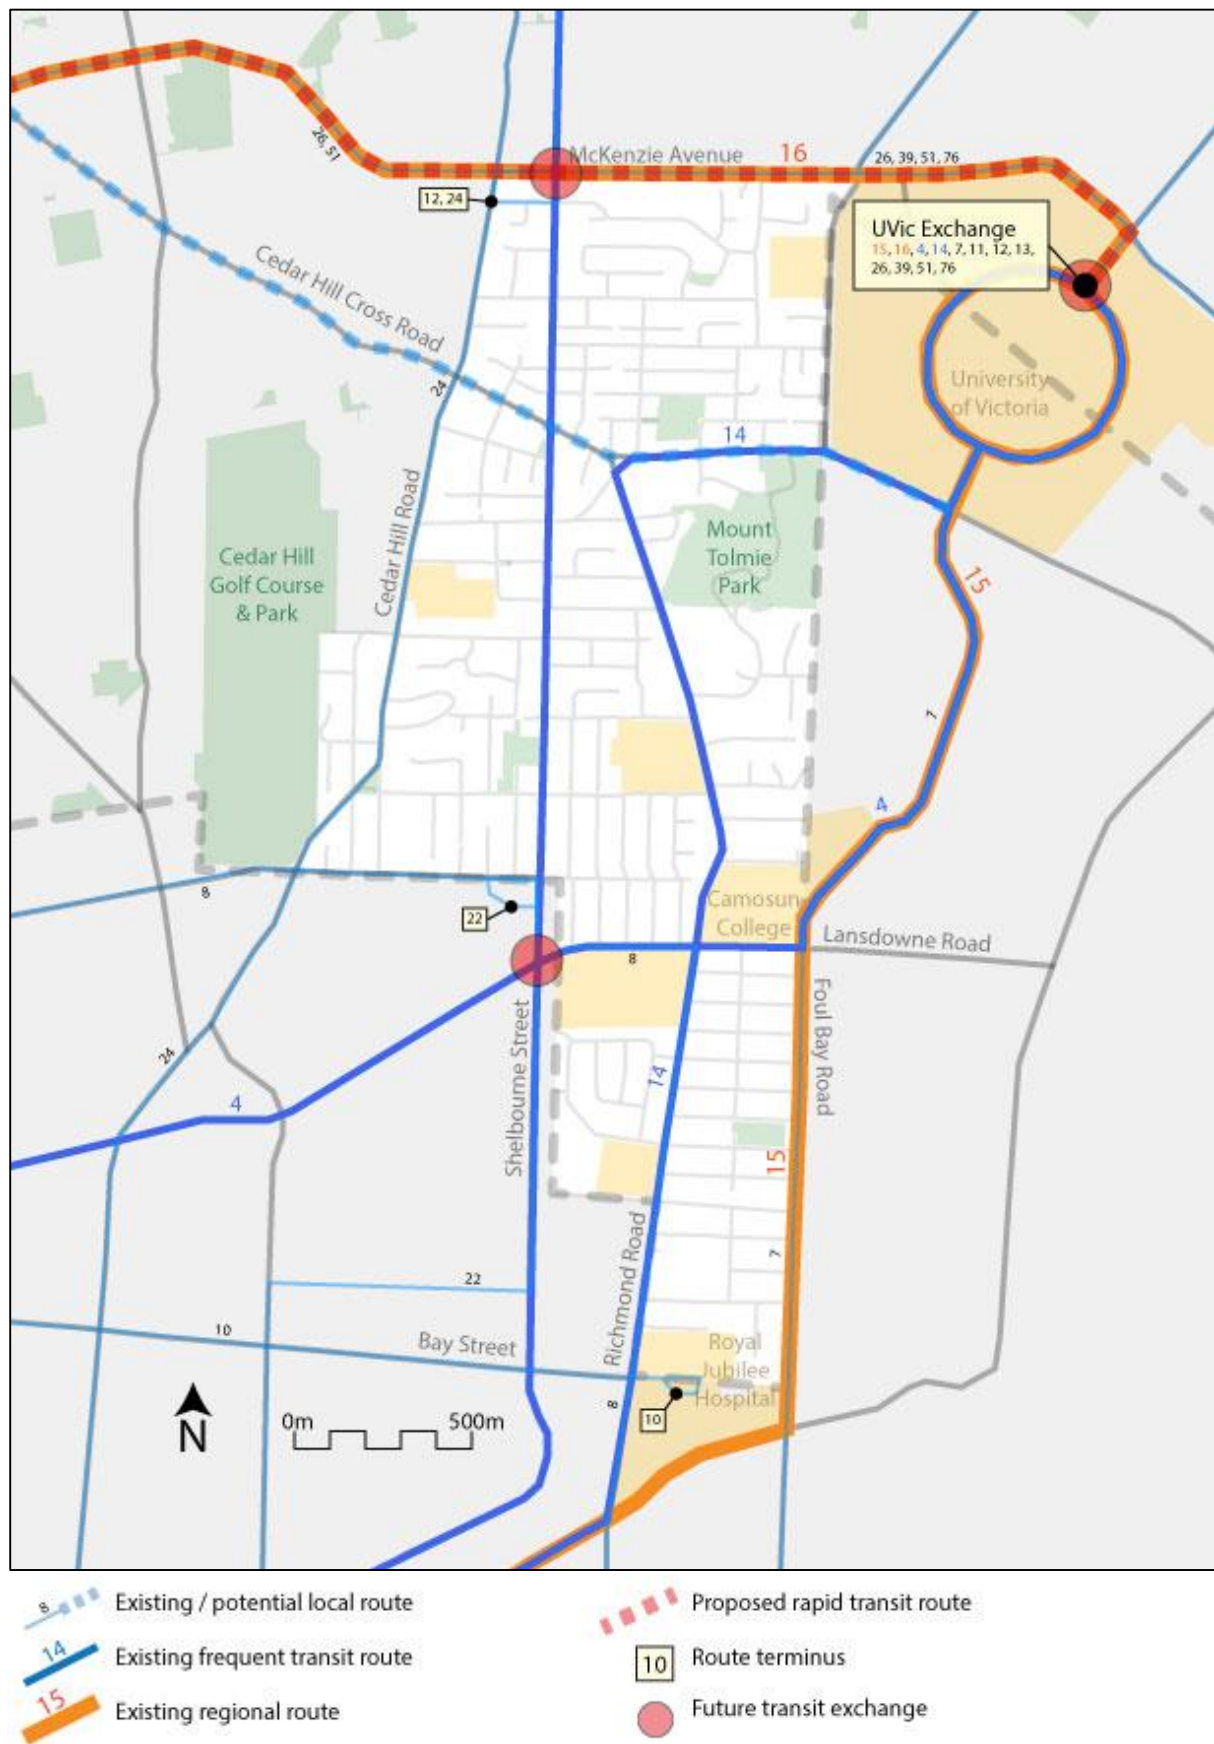 McKenzie Avenue
16
26, 39, 51, 76
26, 51
12, 24
UVic Exchange
15, 16, 4, 14, 7, 11, 12, 13,
26, 39, 51, 76
Cedar Hill Cross Road
24
University
of Victoria
14
Cedar Hill Road
Cedar Hill
Golf Course
& Park
Mount
Tolmie
Park
15
7
4
8
22
Camosun
College
Lansdowne Road
8
Shelbourne Street
Foul Bay Road
24
14
4
15
7
Richmond Road
22
10
Bay Street
Royal
Jubilee
Hospital
8
10
N
0m
500m
8
Existing / potential local route
14
Existing frequent transit route
15
Existing regional route
Proposed rapid transit route
10
Route terminus
Future transit exchange